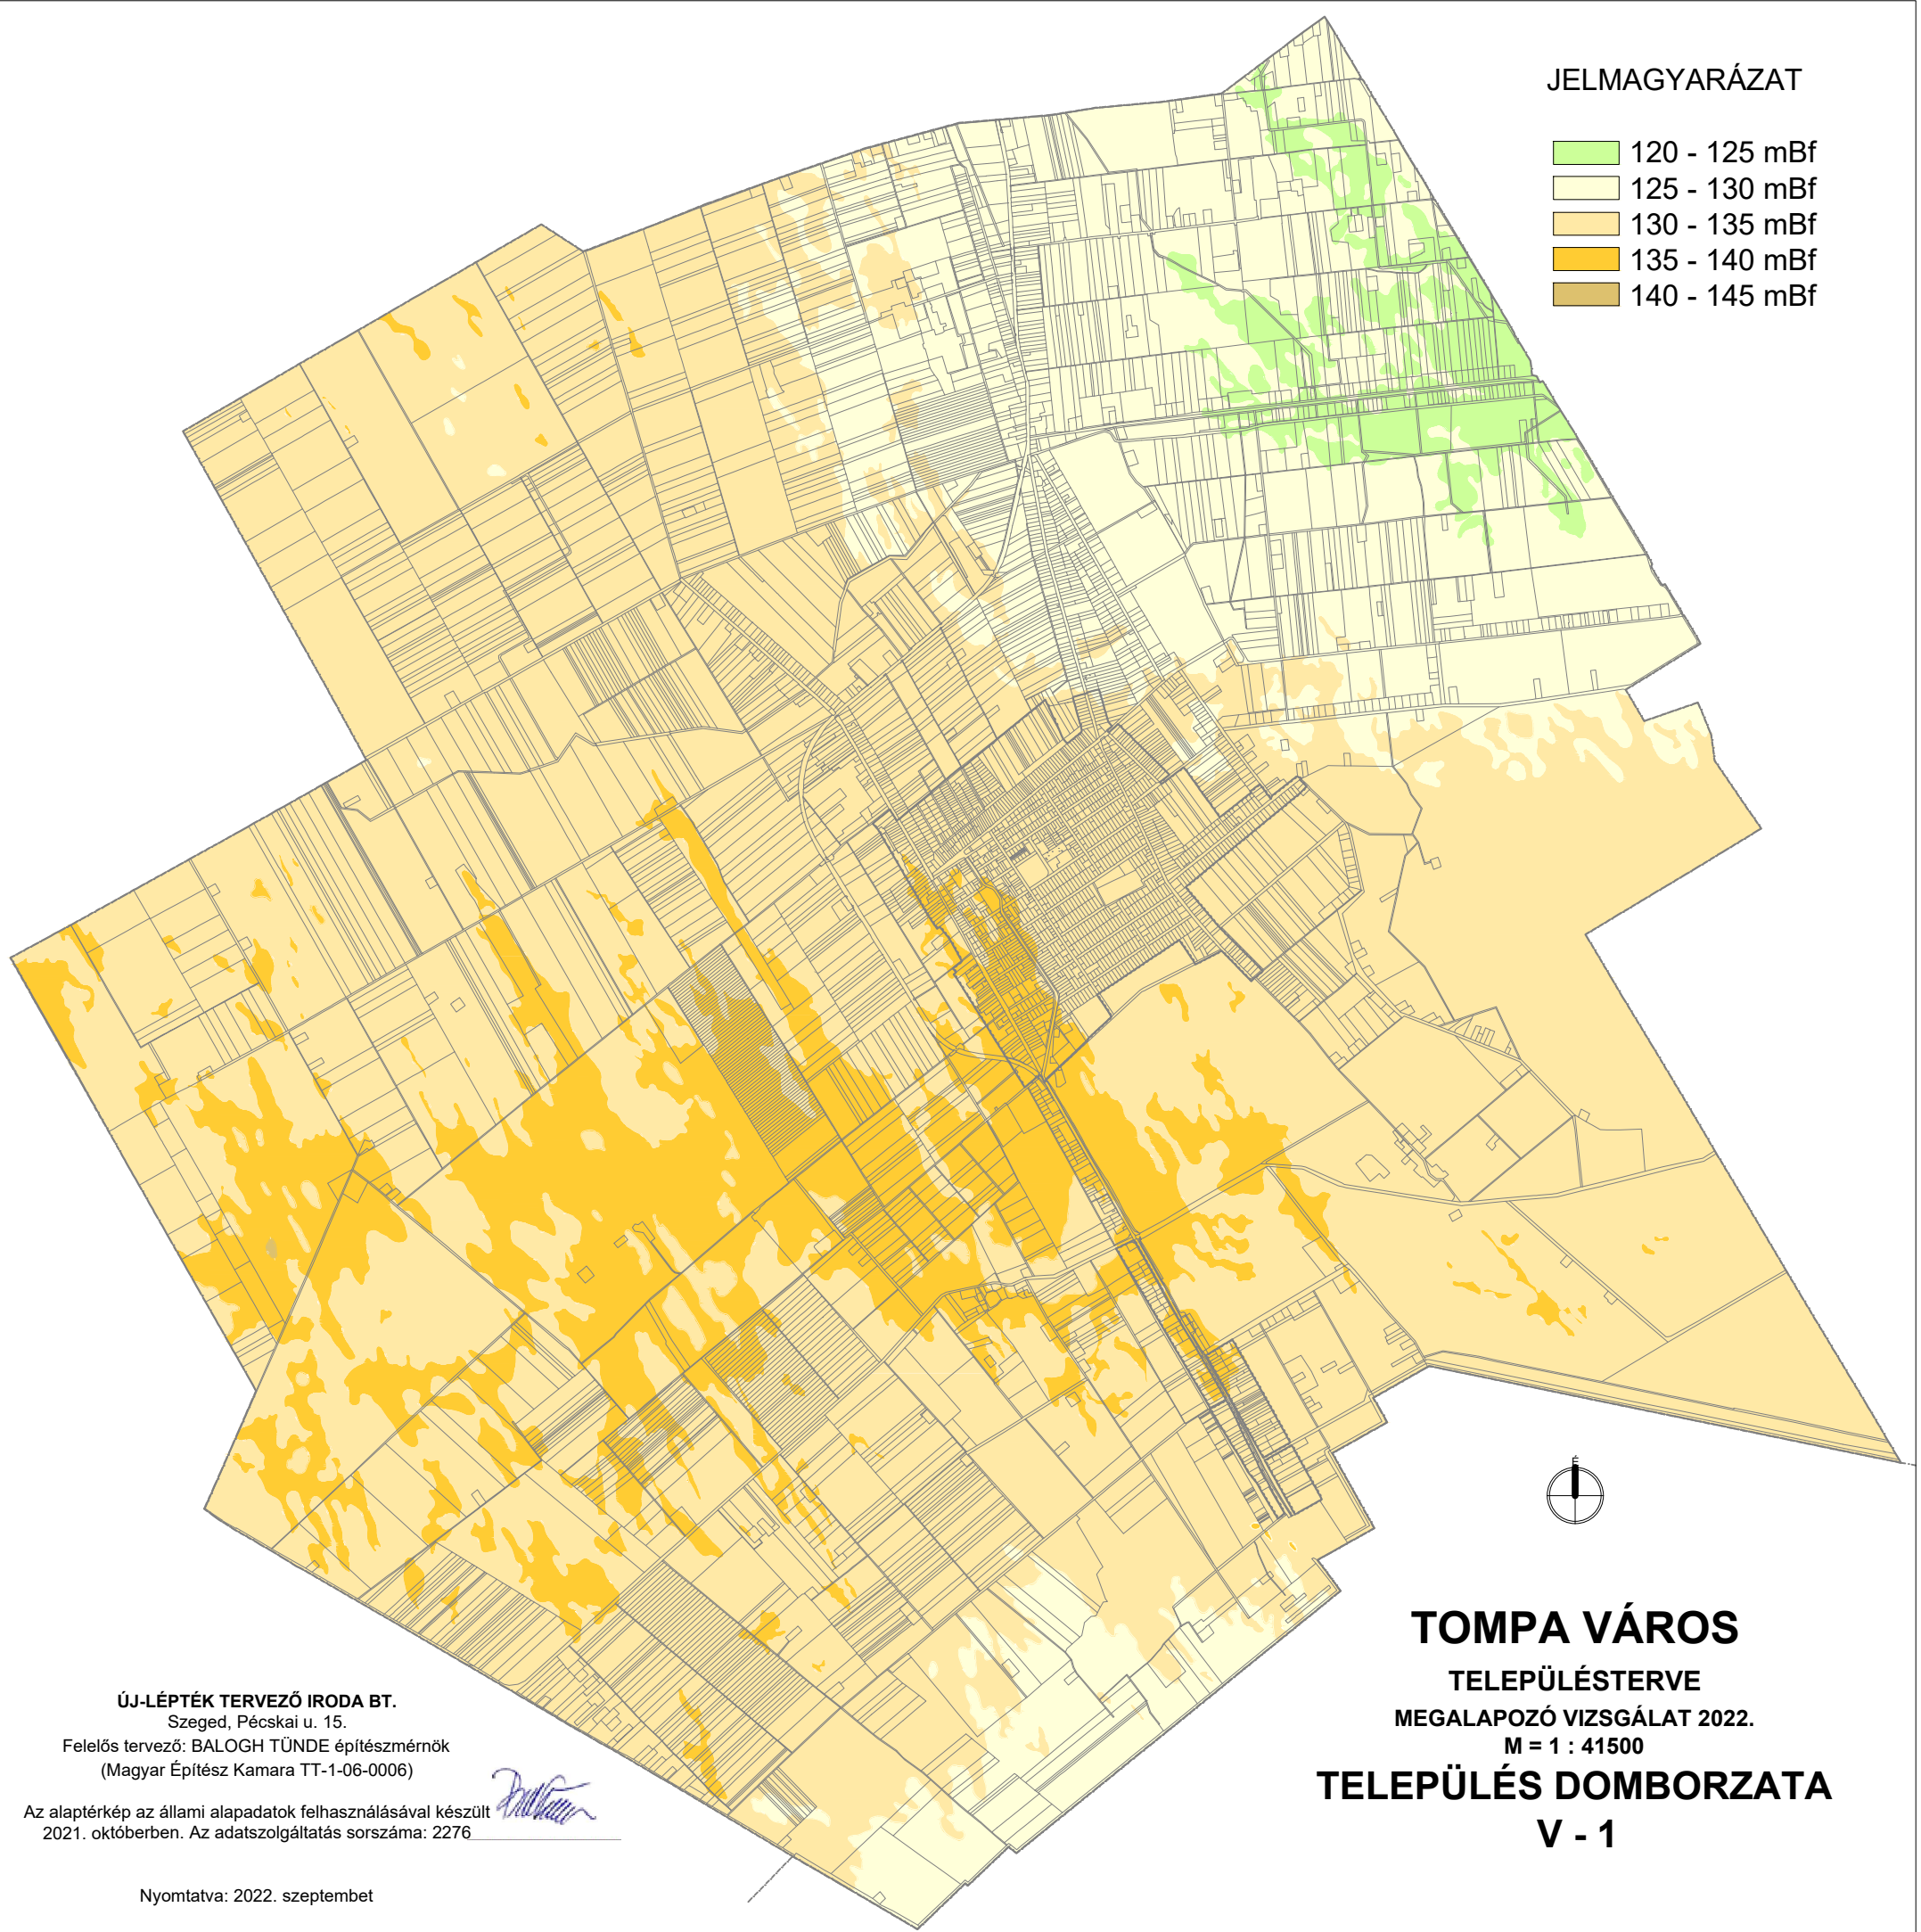 JELMAGYARÁZAT
120 - 125 mBf
125 - 130 mBf
130 - 135 mBf
135 - 140 mBf
140 - 145 mBf
É
TOMPA VÁROS
TELEPÜLÉSTERVE
MEGALAPOZÓ VIZSGÁLAT 2022.
M = 1 : 41500
TELEPÜLÉS DOMBORZATA
V - 1
ÚJ-LÉPTÉK TERVEZŐ IRODA BT.
Szeged, Pécskai u. 15.
Felelős tervező: BALOGH TÜNDE építészmérnök
(Magyar Építész Kamara TT-1-06-0006)
Az alaptérkép az állami alapadatok felhasználásával készült
2021. októberben. Az adatszolgáltatás sorszáma: 2276
Nyomtatva: 2022. szeptembet